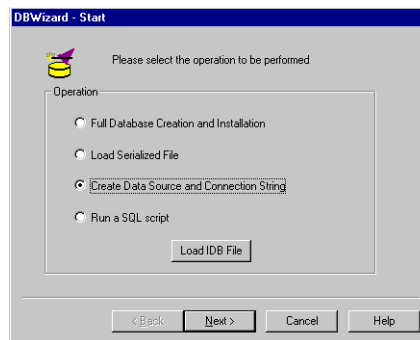 DBWizard - Start
Please select the operation to be performed
Operation
Full Database Creation and Installation
Load Serialized File
Create Data Source and Connection String
Run a SQL script
Load IDB File
< Back
Next >
Cancel
Help